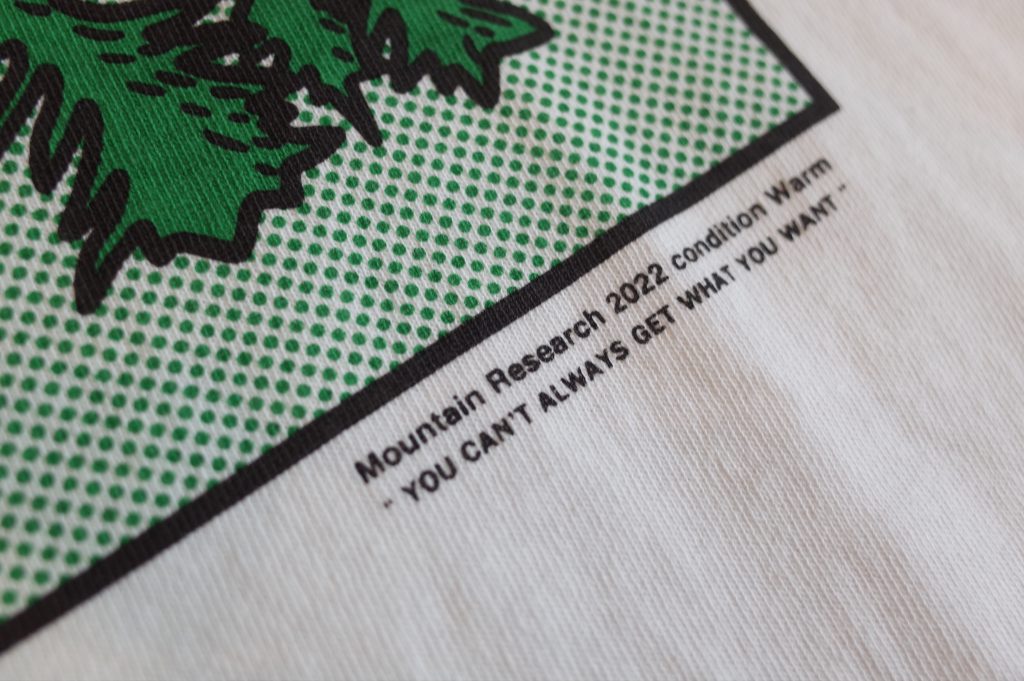 Mountain Research 2022 condition Warm
" YOU CAN'T ALWAYS GET WHAT YOU WANT "